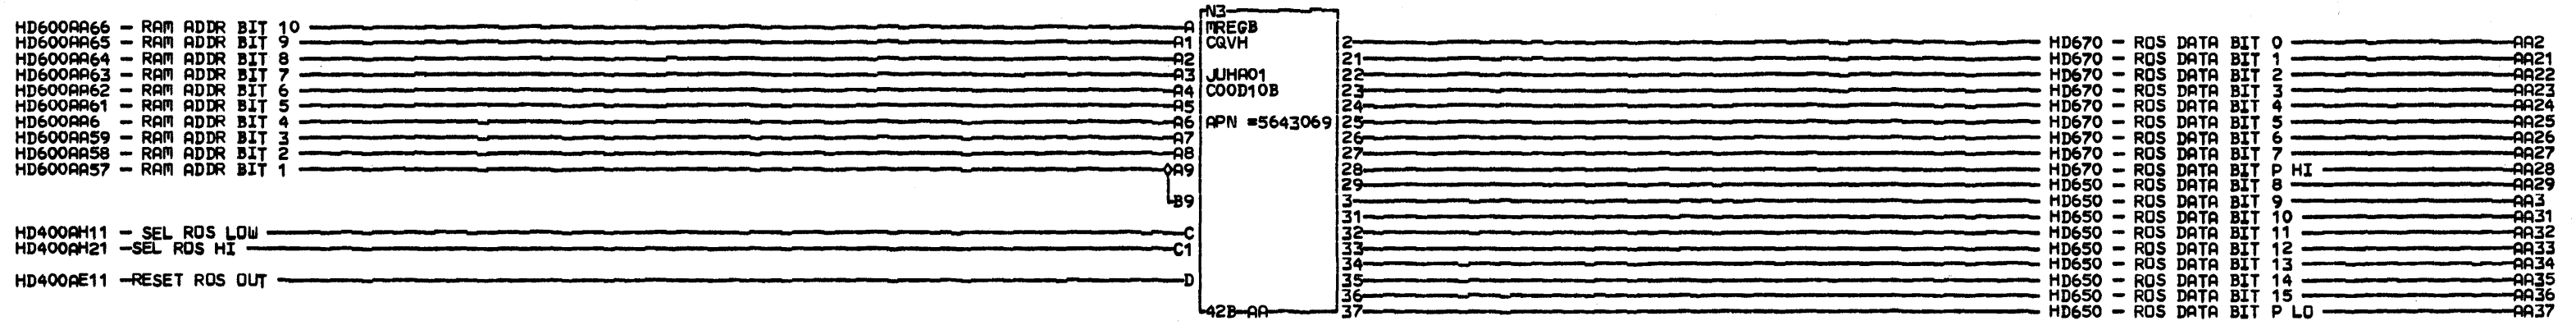 N3
HD600AA66 - RAM ADDR BIT 10 A MREGB
HD600AA65 - RAM ADDR BIT 9 A1 CQVH 2 HD670 - ROS DATA BIT 0 AA2
HD600AA64 - RAM ADDR BIT 8 A2 21 HD670 - ROS DATA BIT 1 AA21
HD600AA63 - RAM ADDR BIT 7 A3 JUHA01 22 HD670 - ROS DATA BIT 2 AA22
HD600AA62 - RAM ADDR BIT 6 A4 COOD10B 23 HD670 - ROS DATA BIT 3 AA23
HD600AA61 - RAM ADDR BIT 5 A5 24 HD670 - ROS DATA BIT 4 AA24
HD600AA6 - RAM ADDR BIT 4 A6 APN =5643069 25 HD670 - ROS DATA BIT 5 AA25
HD600AA59 - RAM ADDR BIT 3 A7 26 HD670 - ROS DATA BIT 6 AA26
HD600AA58 - RAM ADDR BIT 2 A8 27 HD670 - ROS DATA BIT 7 AA27
HD600AA57 - RAM ADDR BIT 1 A9 28 HD670 - ROS DATA BIT P HI AA28
29 HD650 - ROS DATA BIT 8 AA29
B9 3 HD650 - ROS DATA BIT 9 AA3
31 HD650 - ROS DATA BIT 10 AA31
HD400AH11 - SEL ROS LOW C 32 HD650 - ROS DATA BIT 11 AA32
HD400AH21 -SEL ROS HI C1 33 HD650 - ROS DATA BIT 12 AA33
34 HD650 - ROS DATA BIT 13 AA34
HD400AE11 -RESET ROS OUT D 35 HD650 - ROS DATA BIT 14 AA35
36 HD650 - ROS DATA BIT 15 AA36
42B-AA 37 HD650 - ROS DATA BIT P LO AA37